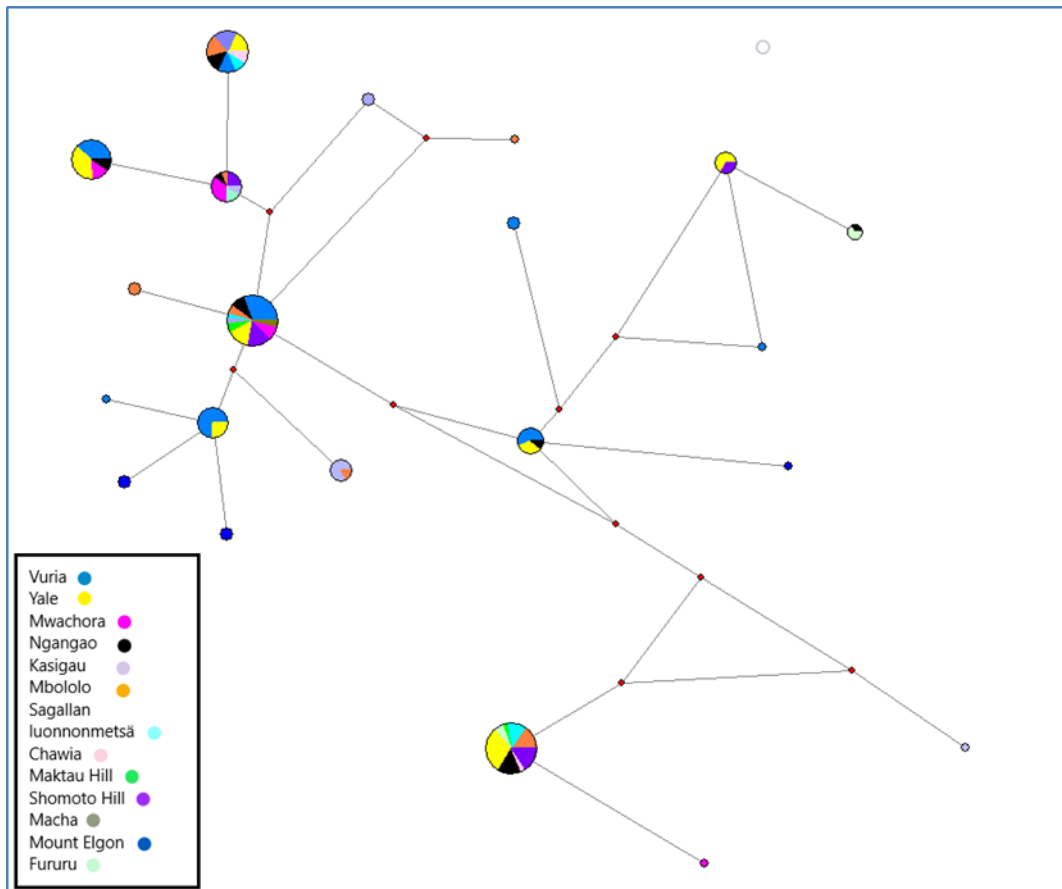 Vuria
Yale
Mwachora
Ngangao
Kasigau
Mbololo
Sagallan
luonnonmetsä
Chawia
Maktau Hill
Shomoto Hill
Macha
Mount Elgon
Fururu